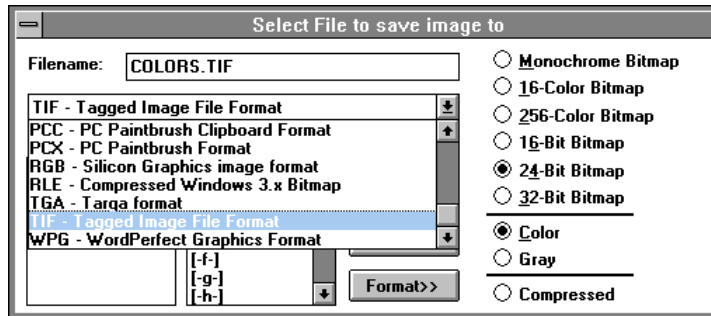 Select File to save image to
Filename:
COLORS.TIF
TIF - Tagged Image File Format
PCC - PC Paintbrush Clipboard Format
PCX - PC Paintbrush Format
RGB - Silicon Graphics image format
RLE - Compressed Windows 3.x Bitmap
TGA - Targa format
TIF - Tagged Image File Format
WPG - WordPerfect Graphics Format
[-f-]
[-g-]
[-h-]
Format>>
Monochrome Bitmap
16-Color Bitmap
256-Color Bitmap
16-Bit Bitmap
24-Bit Bitmap
32-Bit Bitmap
Color
Gray
Compressed